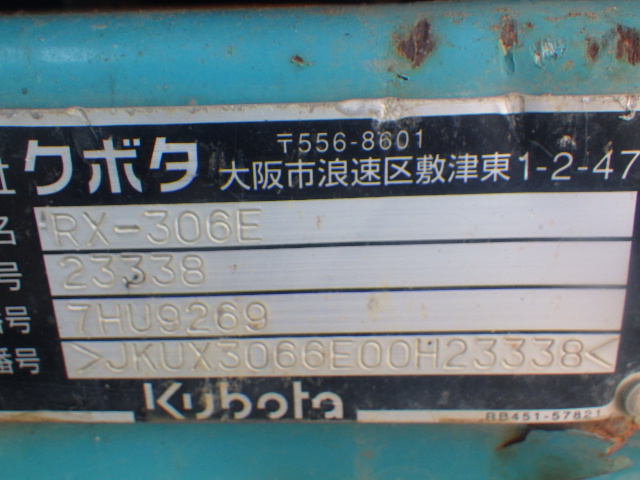 社クボタ 〒556-8601
大阪市浪速区敷津東1-2-47
名 RX-306E
号 23338
番号 7HU9269
番号 >JKUX3066E00H23338<
Kubota
RB451-57821